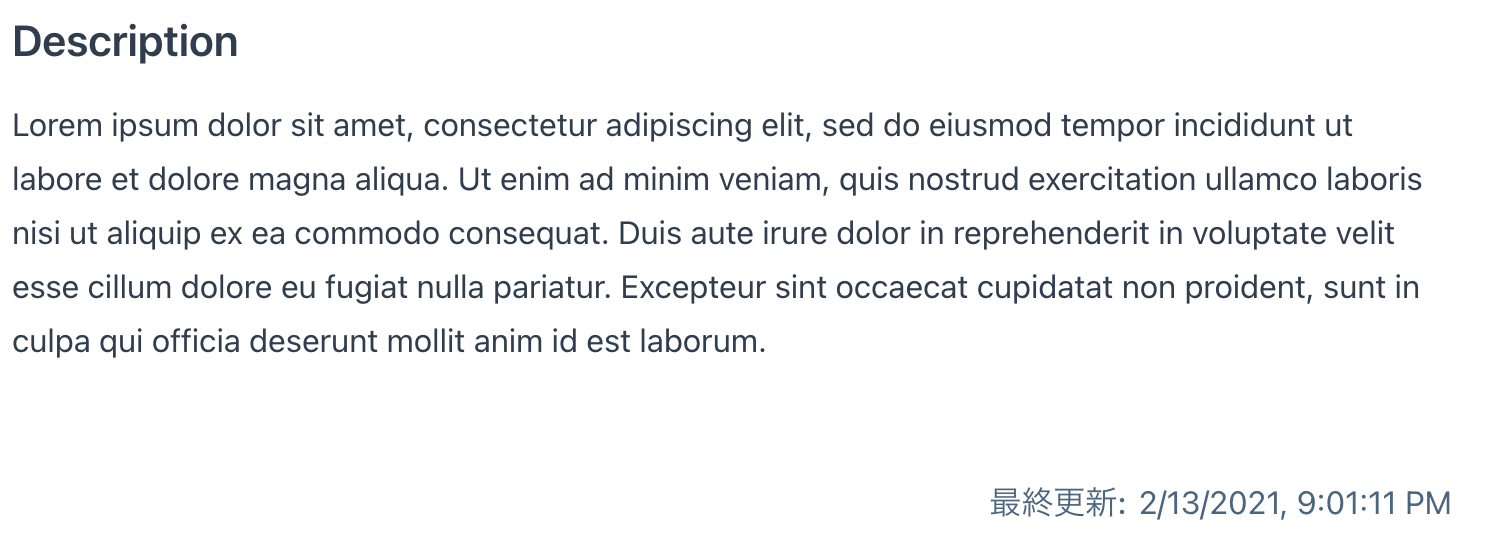 Description
Lorem ipsum dolor sit amet, consectetur adipiscing elit, sed do eiusmod tempor incididunt ut
labore et dolore magna aliqua. Ut enim ad minim veniam, quis nostrud exercitation ullamco laboris
nisi ut aliquip ex ea commodo consequat. Duis aute irure dolor in reprehenderit in voluptate velit
esse cillum dolore eu fugiat nulla pariatur. Excepteur sint occaecat cupidatat non proident, sunt in
culpa qui officia deserunt mollit anim id est laborum.
最終更新: 2/13/2021, 9:01:11 PM